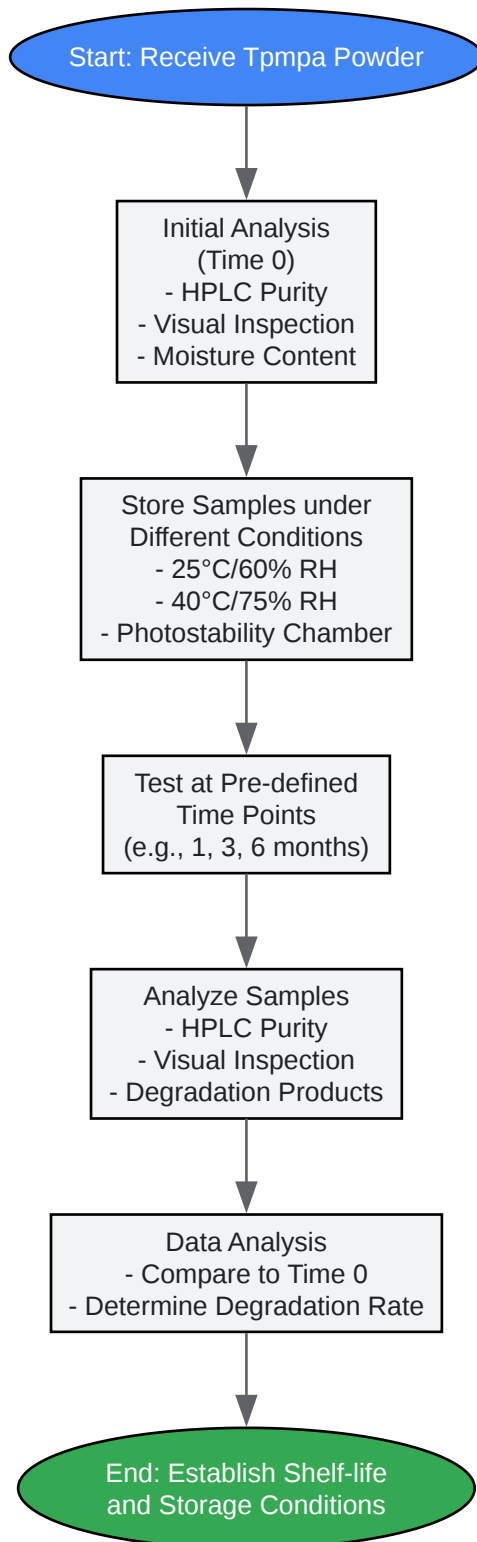 Start: Receive Tpmpa Powder
Initial Analysis
(Time 0)
- HPLC Purity
- Visual Inspection
- Moisture Content
Store Samples under
Different Conditions
- 25°C/60% RH
- 40°C/75% RH
- Photostability Chamber
Test at Pre-defined
Time Points
(e.g., 1, 3, 6 months)
Analyze Samples
- HPLC Purity
- Visual Inspection
- Degradation Products
Data Analysis
- Compare to Time 0
- Determine Degradation Rate
End: Establish Shelf-life
and Storage Conditions